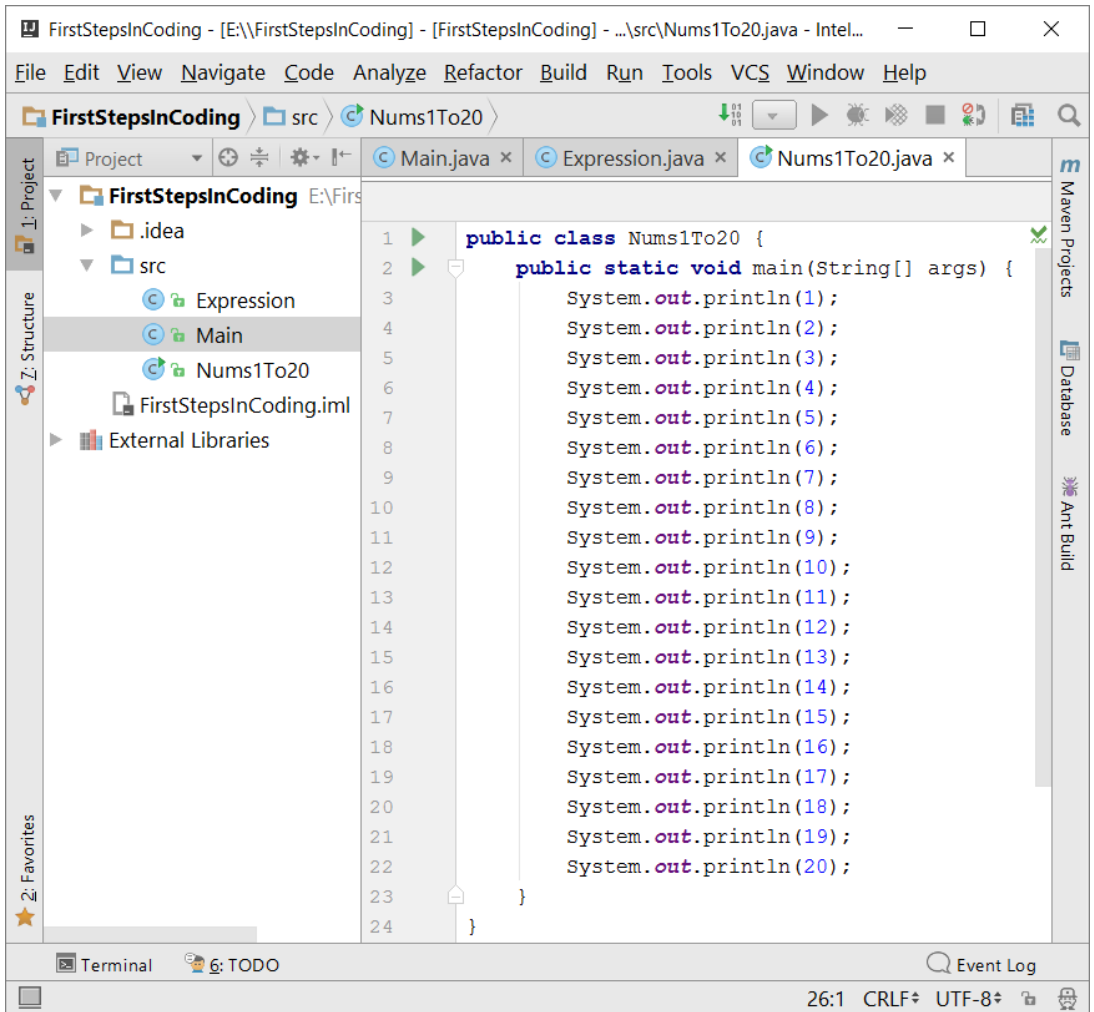 FirstStepsInCoding - [E:\\FirstStepsInCoding] - [FirstStepsInCoding] - ...\src\Nums1To20.java - Intel...
File Edit View Navigate Code Analyze Refactor Build Run Tools VCS Window Help
FirstStepsInCoding src Nums1To20
Project
Main.java Expression.java Nums1To20.java
1: Project
Z: Structure
2: Favorites
FirstStepsInCoding E:\Firs
.idea
src
Expression
Main
Nums1To20
FirstStepsInCoding.iml
External Libraries
1 public class Nums1To20 {
2 public static void main(String[] args) {
3 System.out.println(1);
4 System.out.println(2);
5 System.out.println(3);
6 System.out.println(4);
7 System.out.println(5);
8 System.out.println(6);
9 System.out.println(7);
10 System.out.println(8);
11 System.out.println(9);
12 System.out.println(10);
13 System.out.println(11);
14 System.out.println(12);
15 System.out.println(13);
16 System.out.println(14);
17 System.out.println(15);
18 System.out.println(16);
19 System.out.println(17);
20 System.out.println(18);
21 System.out.println(19);
22 System.out.println(20);
23 }
24 }
m Maven Projects
Database
Ant Build
Terminal 6: TODO Event Log
26:1 CRLF UTF-8